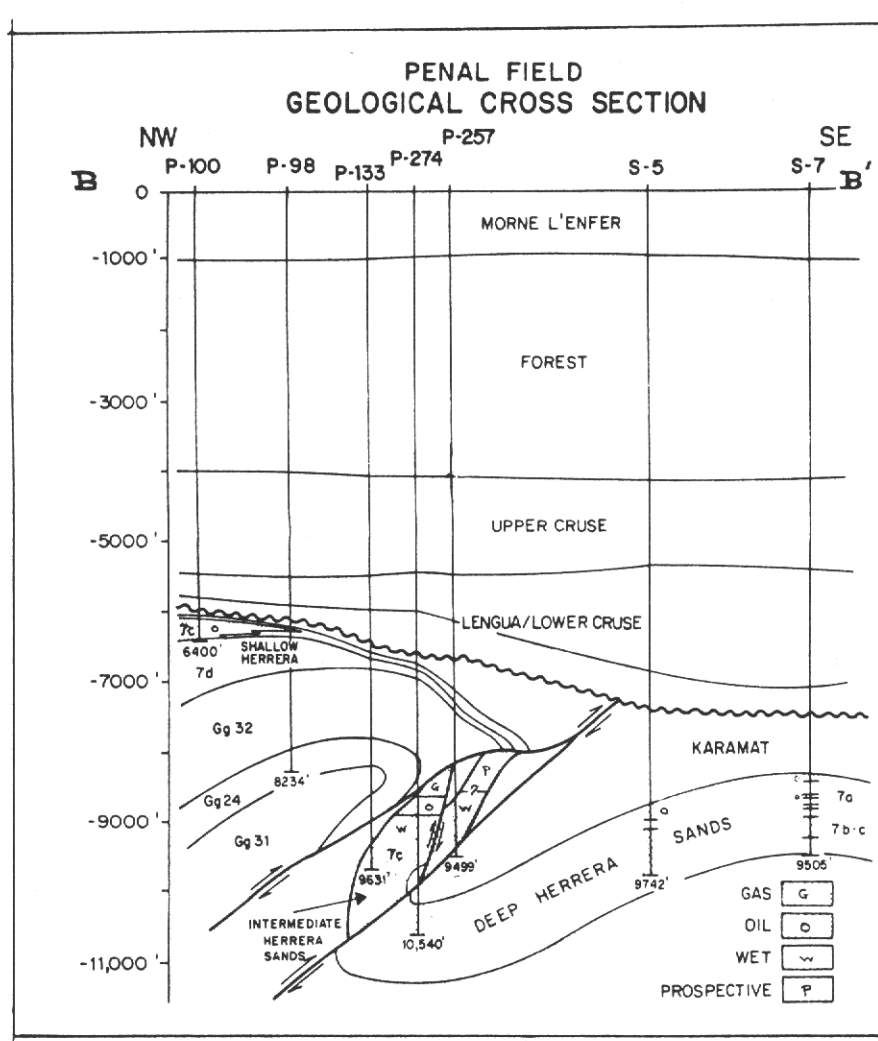 PENAL FIELD
GEOLOGICAL CROSS SECTION
NW
SE
P-257
P-100
P-98
P-133
P-274
S-5
S-7
B
B'
0
MORNE L'ENFER
-1000'
FOREST
-3000'
UPPER CRUSE
-5000'
LENGUA/LOWER CRUSE
7c
O
6400'
SHALLOW
HERRERA
7d
-7000'
Gg 32
KARAMAT
8234'
P
?
G
O
W
W
7c
Gg 24
Gg 31
-9000'
O
7a
7b-c
9631'
9499'
9742'
9505'
DEEP HERRERA SANDS
INTERMEDIATE
HERRERA
SANDS
10,540'
-11,000'
GAS G
OIL O
WET W
PROSPECTIVE P